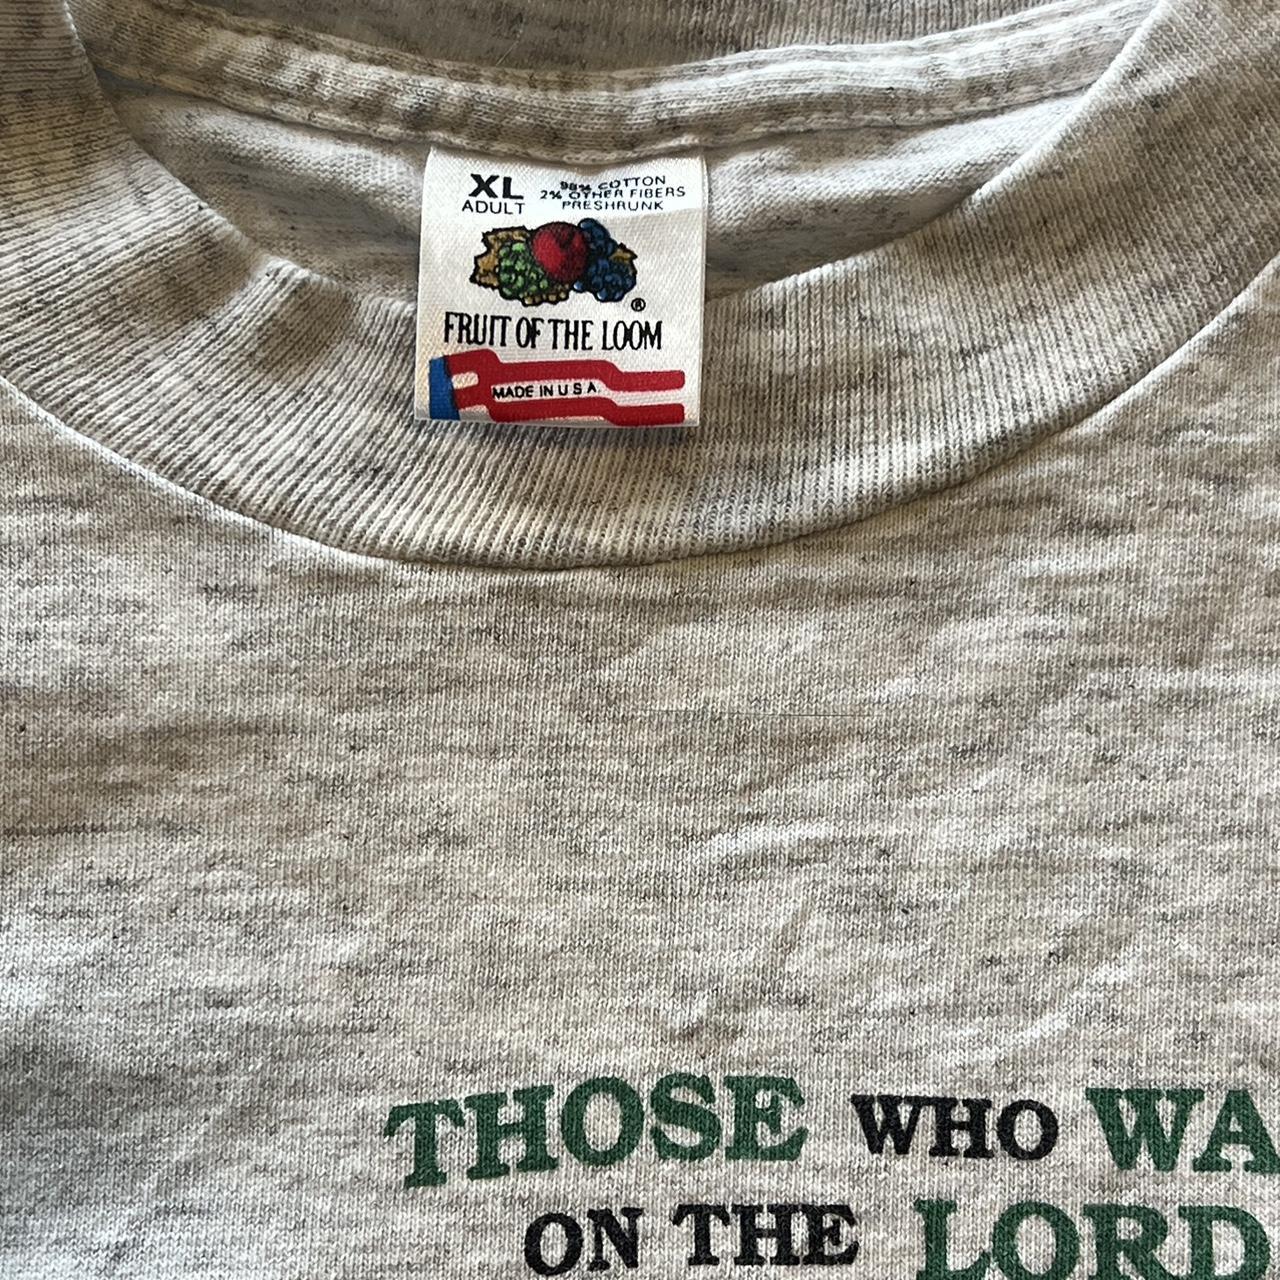 XL
ADULT
98% COTTON
2% OTHER FIBERS
PRESHRUNK
®
FRUIT OF THE LOOM
MADE IN U S A.
THOSE WHO WA
ON THE LORD